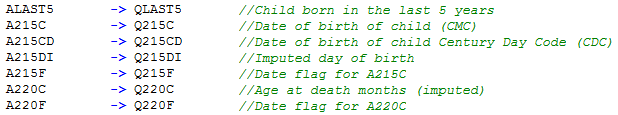 ALAST5 -> QLAST5 //Child born in the last 5 years
A215C -> Q215C //Date of birth of child (CMC)
A215CD -> Q215CD //Date of birth of child Century Day Code (CDC)
A215DI -> Q215DI //Imputed day of birth
A215F -> Q215F //Date flag for A215C
A220C -> Q220C //Age at death months (imputed)
A220F -> Q220F //Date flag for A220C